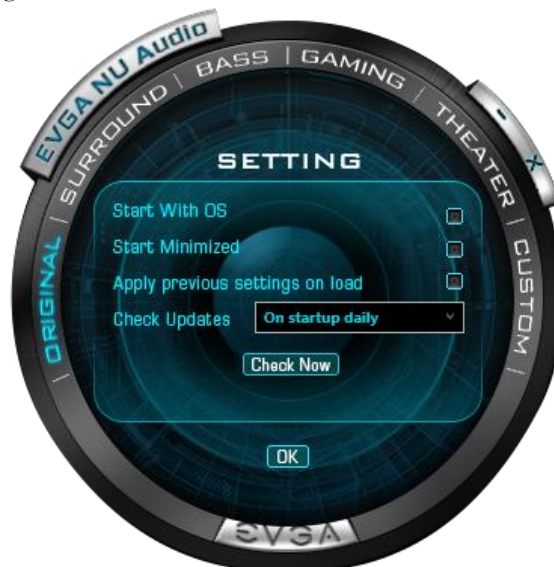 EVGA NU Audio
ORIGINAL | SURROUND | BASS | GAMING | THEATER | CUSTOM |
- x
SETTING
Start With OS
Start Minimized
Apply previous settings on load
Check Updates On startup daily
Check Now
OK
EVGA